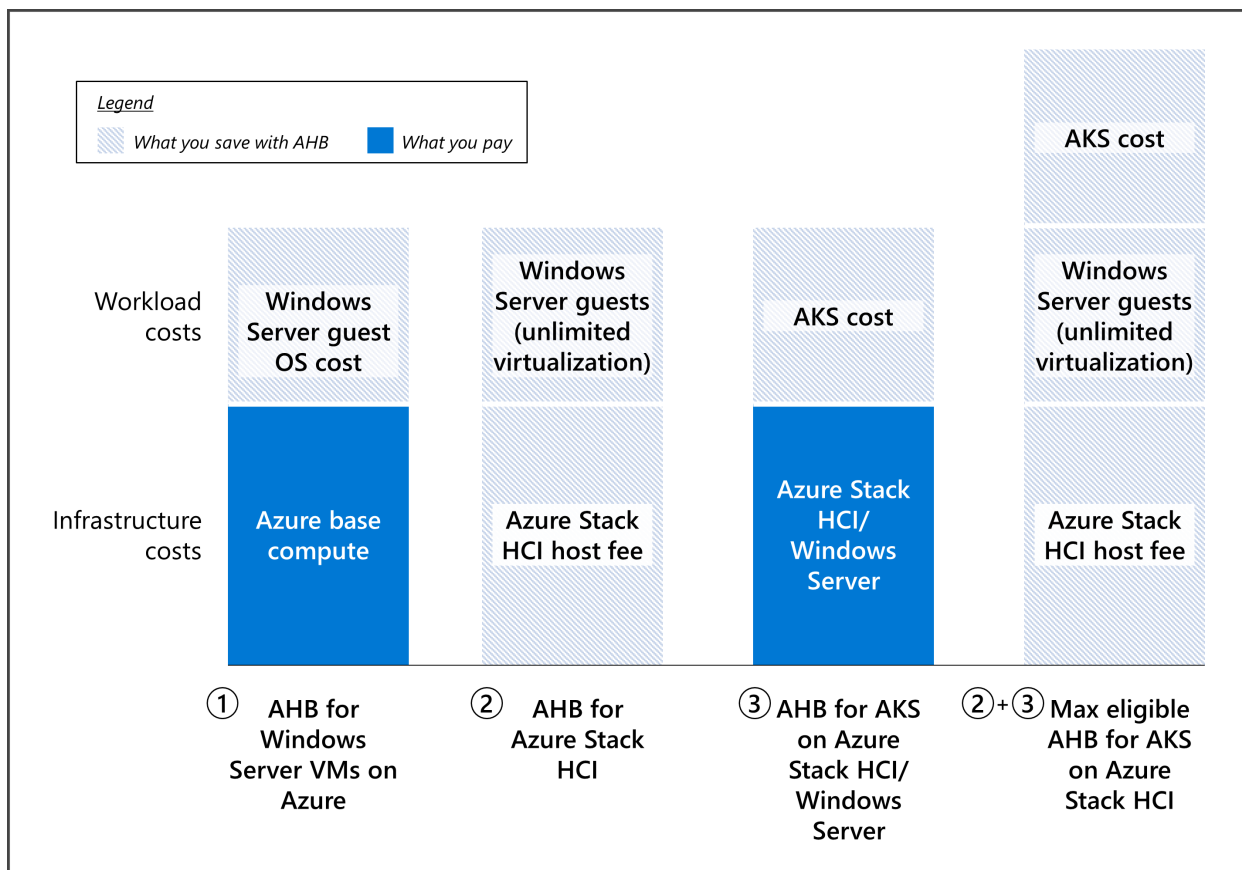 Legend
What you save with AHB
What you pay
AKS cost
Workload
costs
Windows
Server guest
OS cost
Windows
Server guests
(unlimited
virtualization)
AKS cost
Windows
Server guests
(unlimited
virtualization)
Infrastructure
costs
Azure base
compute
Azure Stack
HCI host fee
Azure Stack
HCI/
Windows
Server
Azure Stack
HCI host fee
① AHB for
Windows
Server VMs on
Azure
② AHB for
Azure Stack
HCI
③ AHB for AKS
on Azure
Stack HCI/
Windows
Server
②+③ Max eligible
AHB for AKS
on Azure
Stack HCI